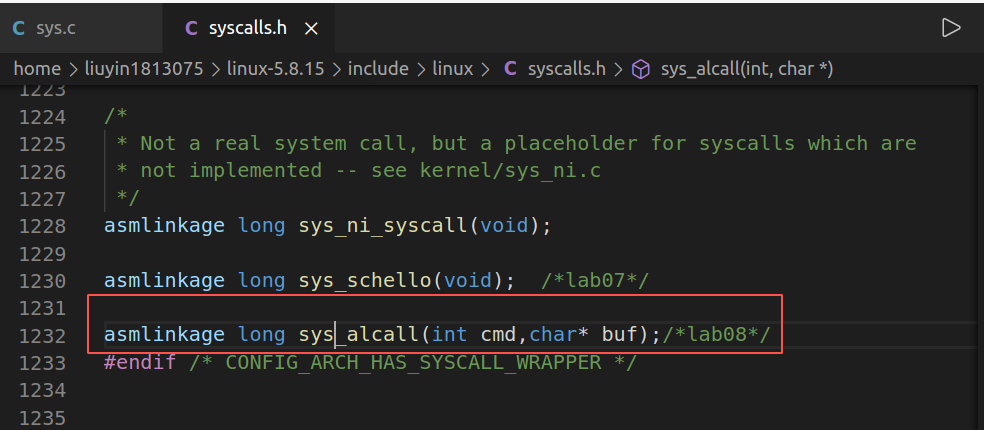 C sys.c C syscalls.h ×
home > liuyin1813075 > linux-5.8.15 > include > linux > C syscalls.h > sys_alcall(int, char *)
1223
1224 /*
1225  * Not a real system call, but a placeholder for syscalls which are
1226  * not implemented -- see kernel/sys_ni.c
1227  */
1228 asmlinkage long sys_ni_syscall(void);
1229
1230 asmlinkage long sys_schello(void);  /*lab07*/
1231
1232 asmlinkage long sys_alcall(int cmd,char* buf);/*lab08*/
1233 #endif /* CONFIG_ARCH_HAS_SYSCALL_WRAPPER */
1234
1235